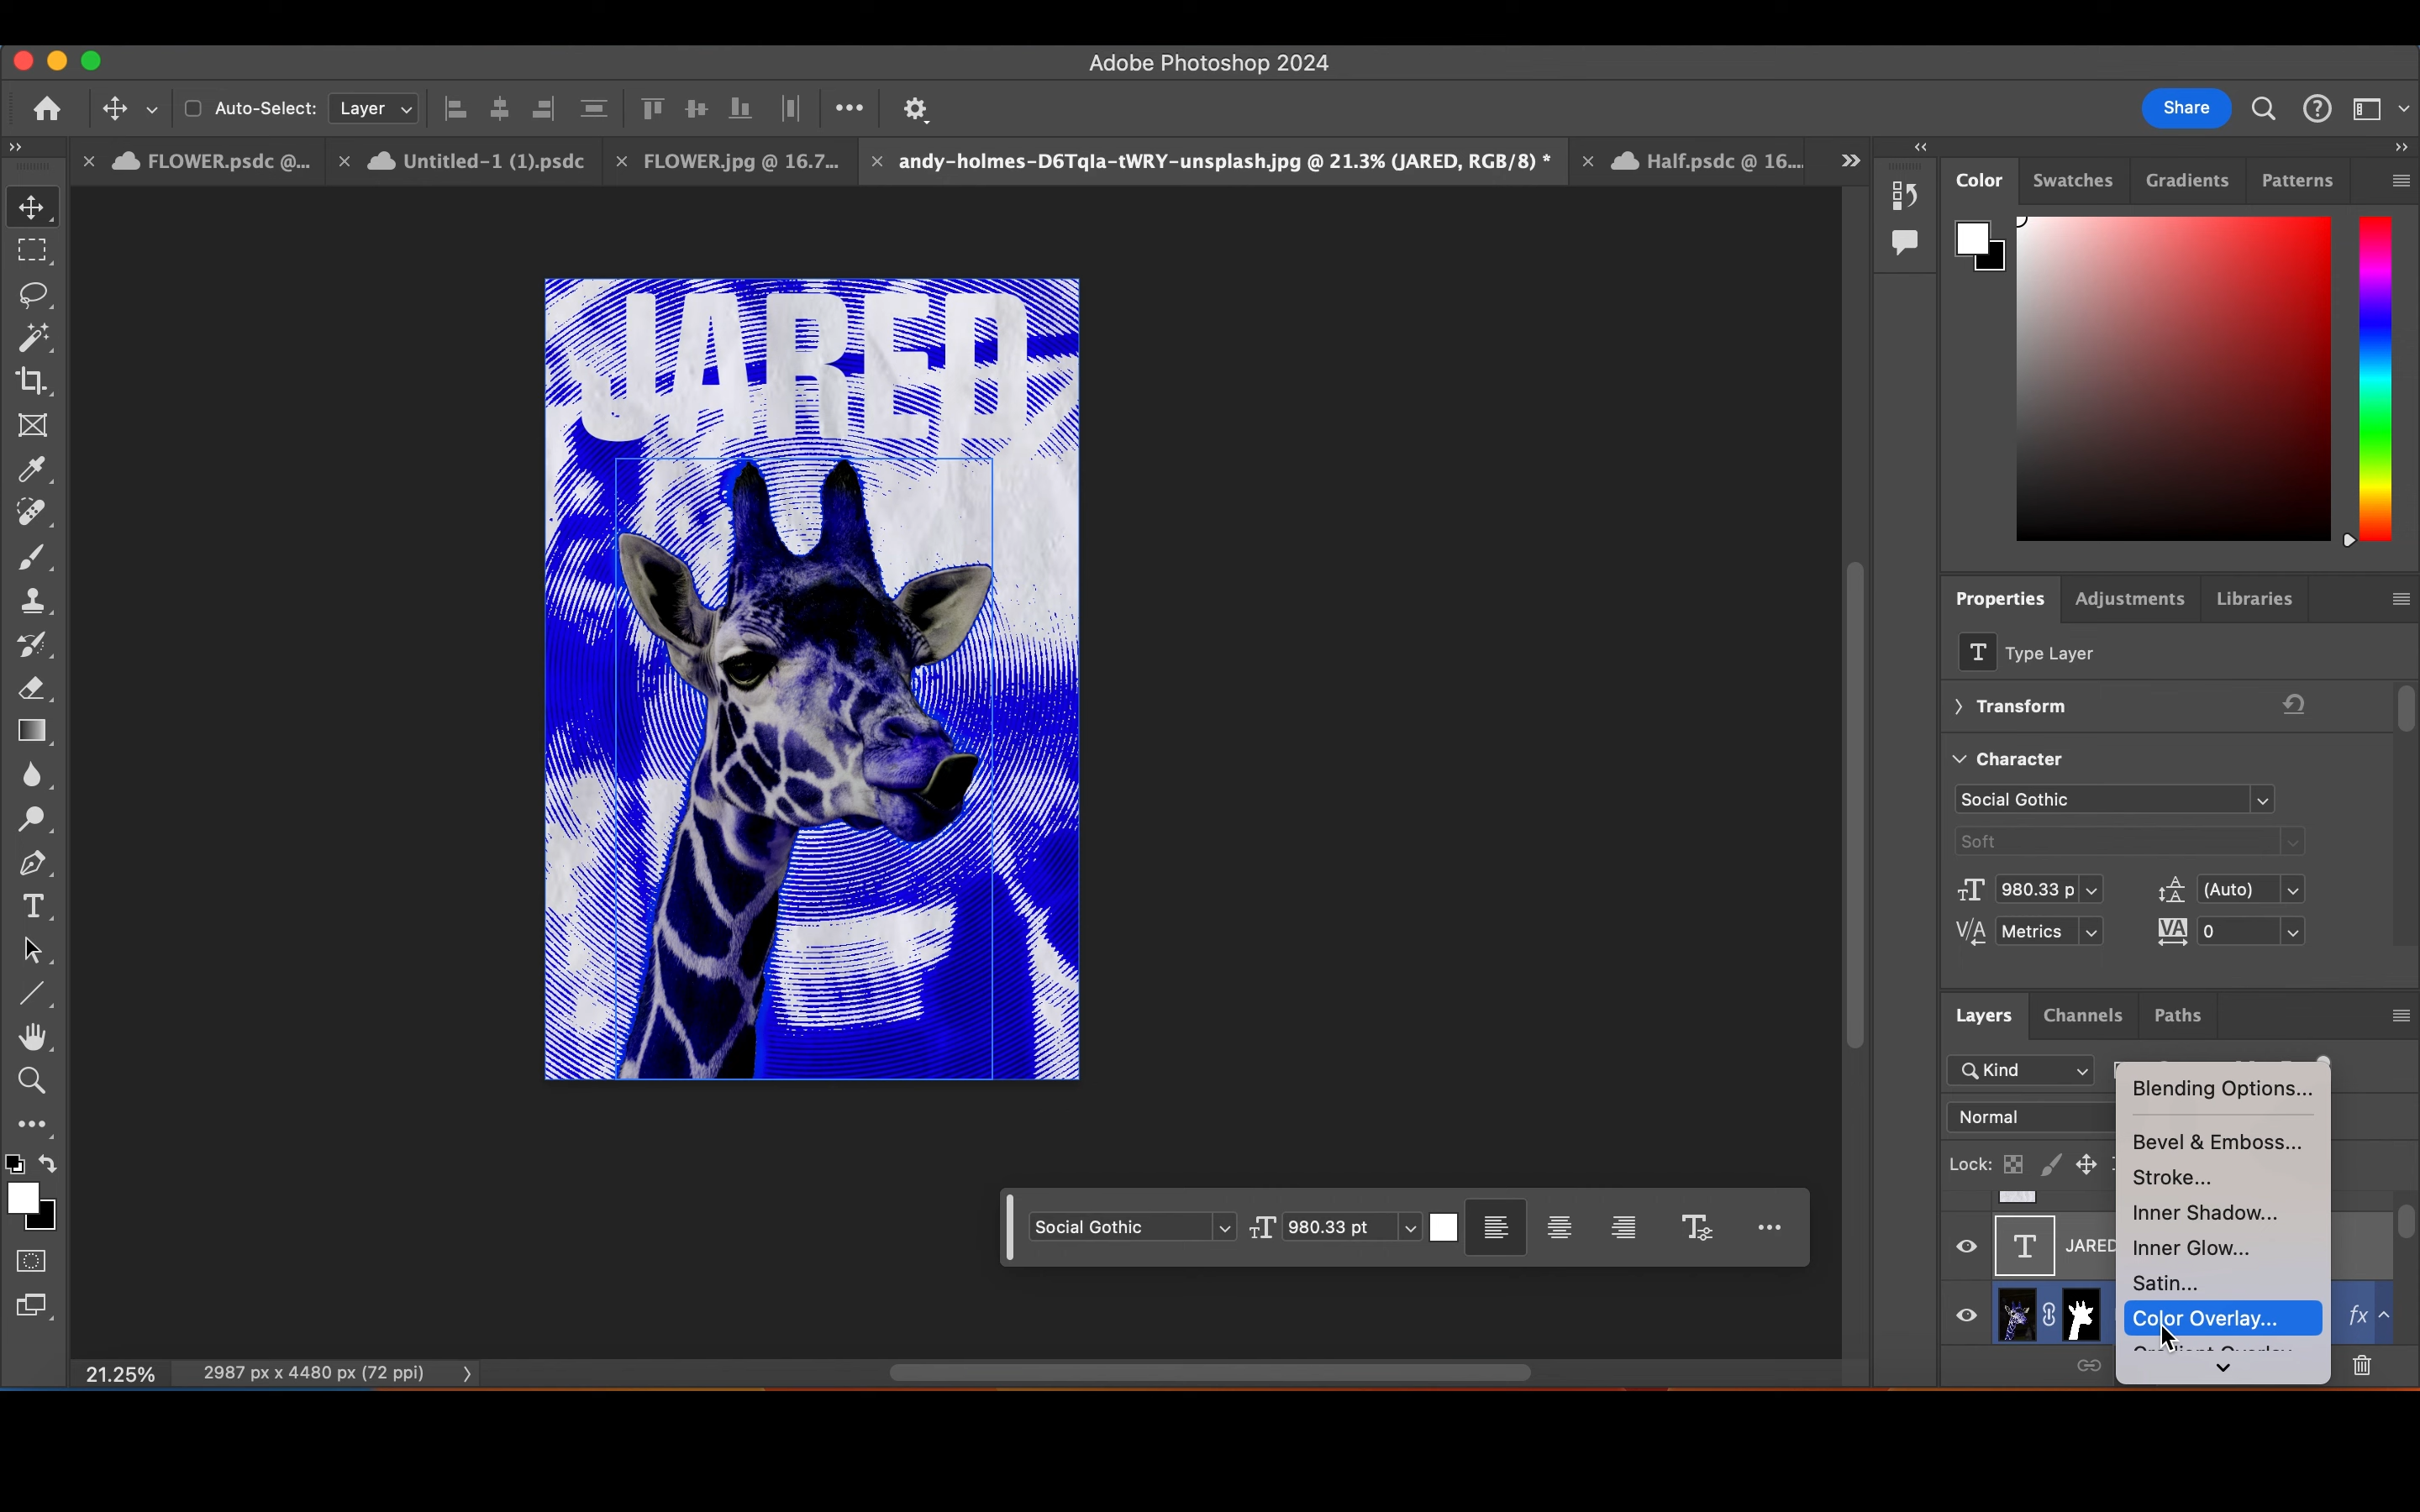 Adobe Photoshop 2024
Auto-Select: Layer
Share
FLOWER.psdc @...
Untitled-1 (1).psdc
FLOWER.jpg @ 16.7...
andy-holmes-D6TqIa-tWRY-unsplash.jpg @ 21.3% (JARED, RGB/8) *
Half.psdc @ 16....
Color Swatches Gradients Patterns
JARED
Properties Adjustments Libraries
T Type Layer
Transform
Character
Social Gothic
Soft
980.33 p (Auto)
Metrics 0
Layers Channels Paths
Kind
Normal
Lock:
T JARED
fx
Blending Options...
Bevel & Emboss...
Stroke...
Inner Shadow...
Inner Glow...
Satin...
Color Overlay...
Social Gothic 980.33 pt
21.25% 2987 px x 4480 px (72 ppi)